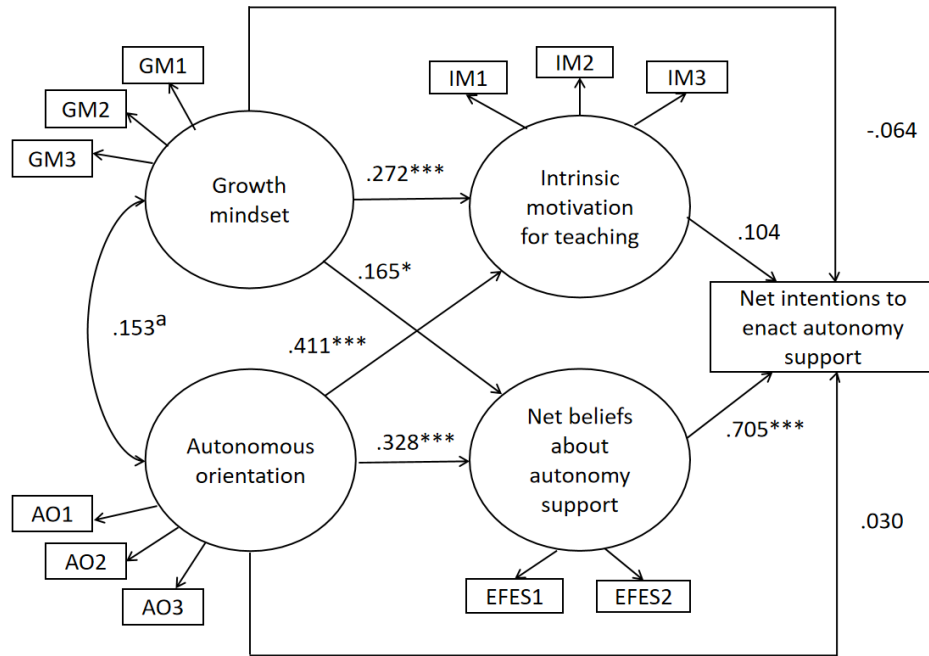 GM1
GM2
GM3
Growth
mindset
IM1
IM2
IM3
Intrinsic
motivation
for teaching
.272***
-.064
.165*
.104
.153ª
.411***
Net intentions to
enact autonomy
support
Autonomous
orientation
.328***
Net beliefs
about
autonomy
support
.705***
.030
AO1
AO2
AO3
EFES1
EFES2